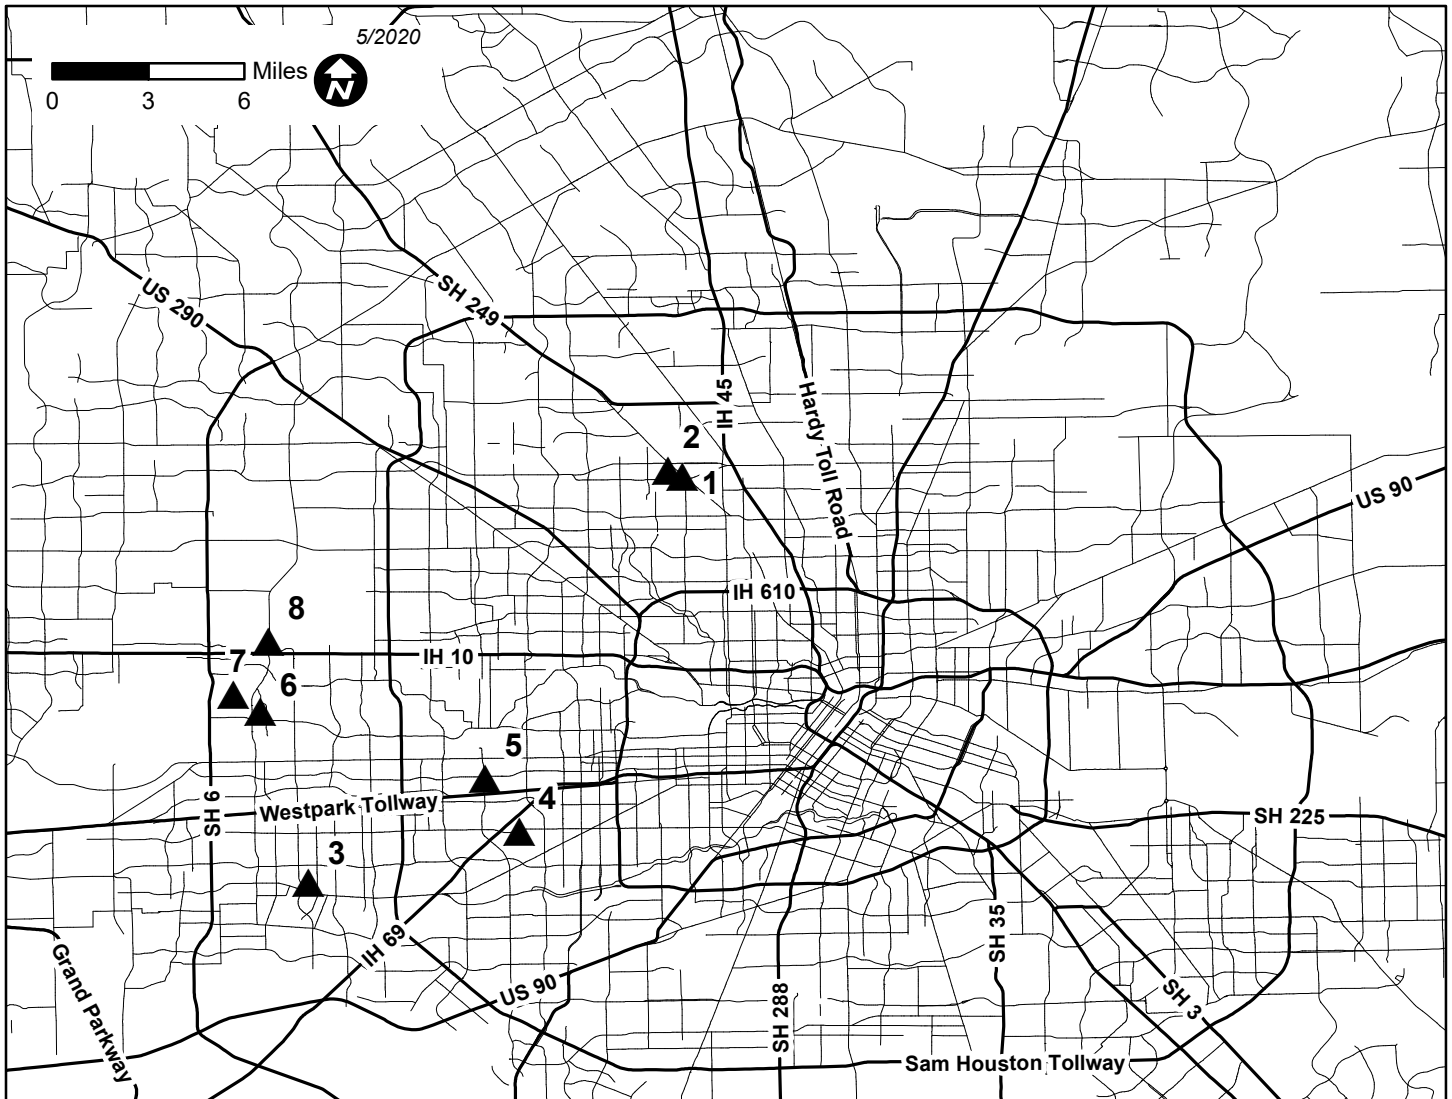 5/2020
Miles
0 3 6
N
US 290
SH 249
IH 45
Hardy Toll Road
2
1
US 90
IH 610
8
IH 10
7
6
5
4
SH 6
Westpark Tollway
SH 225
3
IH 69
SH 35
Grand Parkway
US 90
SH 288
SH 3
Sam Houston Tollway